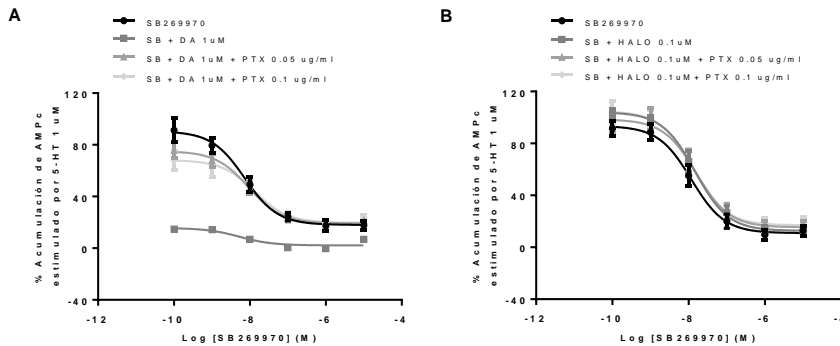 A
SB269970
SB + DA 1uM
SB + DA 1uM + PTX 0.05 ug/ml
SB + DA 1uM + PTX 0.1 ug/ml
% Acumulación de AMPc
estimulado por 5-HT 1 uM
120
80
40
0
-40
-12
-10
-8
-6
-4
Log [SB269970] (M)
B
SB269970
SB + HALO 0.1uM
SB + HALO 0.1uM + PTX 0.05 ug/ml
SB + HALO 0.1uM+PTX 0.1 ug/ml
% Acumulación de AMPc
estimulado por 5-HT 1 uM
120
80
40
0
-40
-12
-10
-8
-6
Log [SB269970] (M)